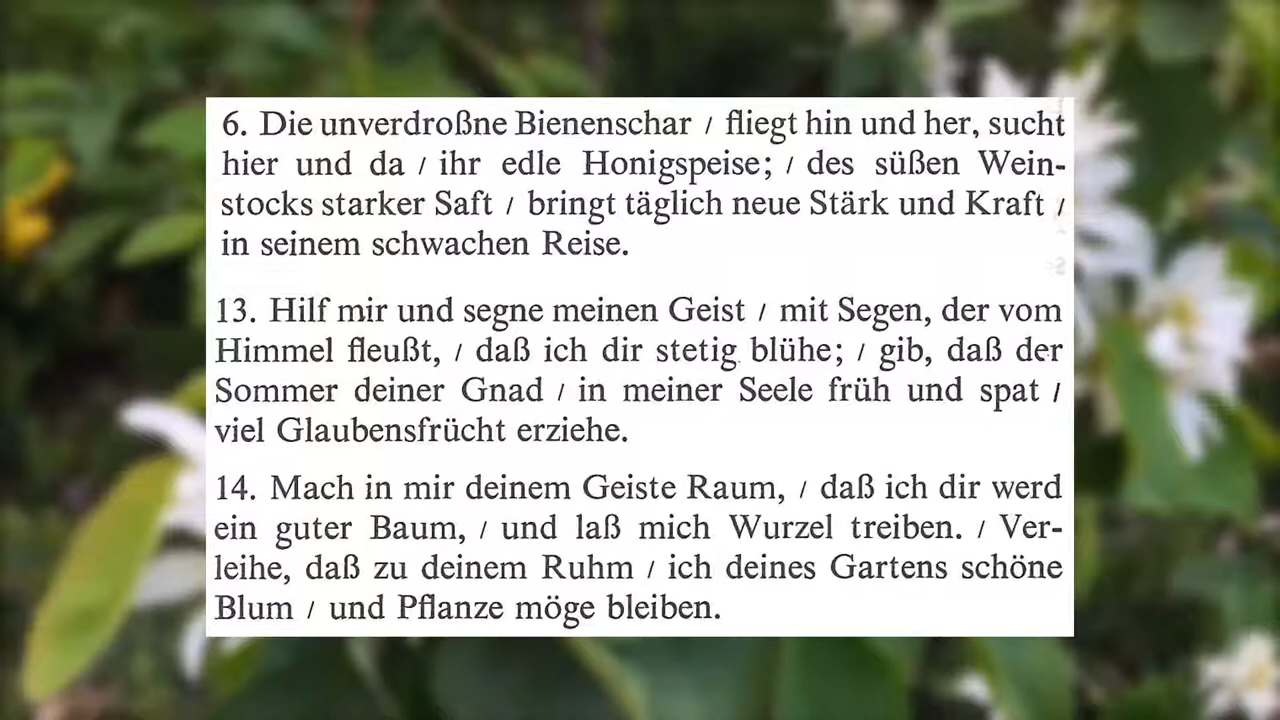 6. Die unverdroßne Bienenschar / fliegt hin und her, sucht
hier und da / ihr edle Honigspeise; / des süßen Wein-
stocks starker Saft / bringt täglich neue Stärk und Kraft /
in seinem schwachen Reise.
13. Hilf mir und segne meinen Geist / mit Segen, der vom
Himmel fleußt, / daß ich dir stetig blühe; / gib, daß der
Sommer deiner Gnad / in meiner Seele früh und spat /
viel Glaubensfrücht erziehe.
14. Mach in mir deinem Geiste Raum, / daß ich dir werd
ein guter Baum, / und laß mich Wurzel treiben. / Ver-
leihe, daß zu deinem Ruhm / ich deines Gartens schöne
Blum / und Pflanze möge bleiben.